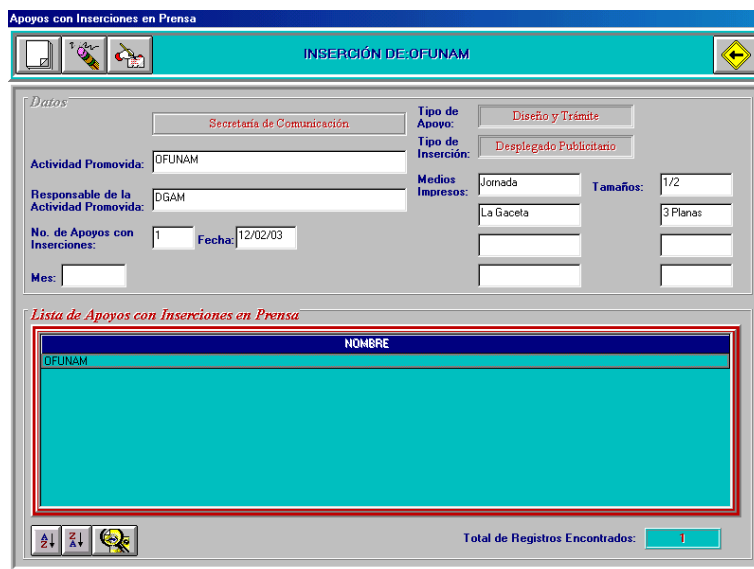 Apoyos con Inserciones en Prensa
INSERCIÓN DE:OFUNAM
Datos
Secretaría de Comunicación
Actividad Promovida: OFUNAM
Responsable de la
Actividad Promovida: DGAM
No. de Apoyos con
Inserciones: 1 Fecha: 12/02/03
Mes:
Tipo de
Apoyo: Diseño y Trámite
Tipo de
Inserción: Desplegado Publicitario
Medios
Impresos: Jornada Tamaños: 1/2
La Gaceta 3 Planas
Lista de Apoyos con Inserciones en Prensa
NOMBRE
OFUNAM
A Z Z A
Total de Registros Encontrados: 1